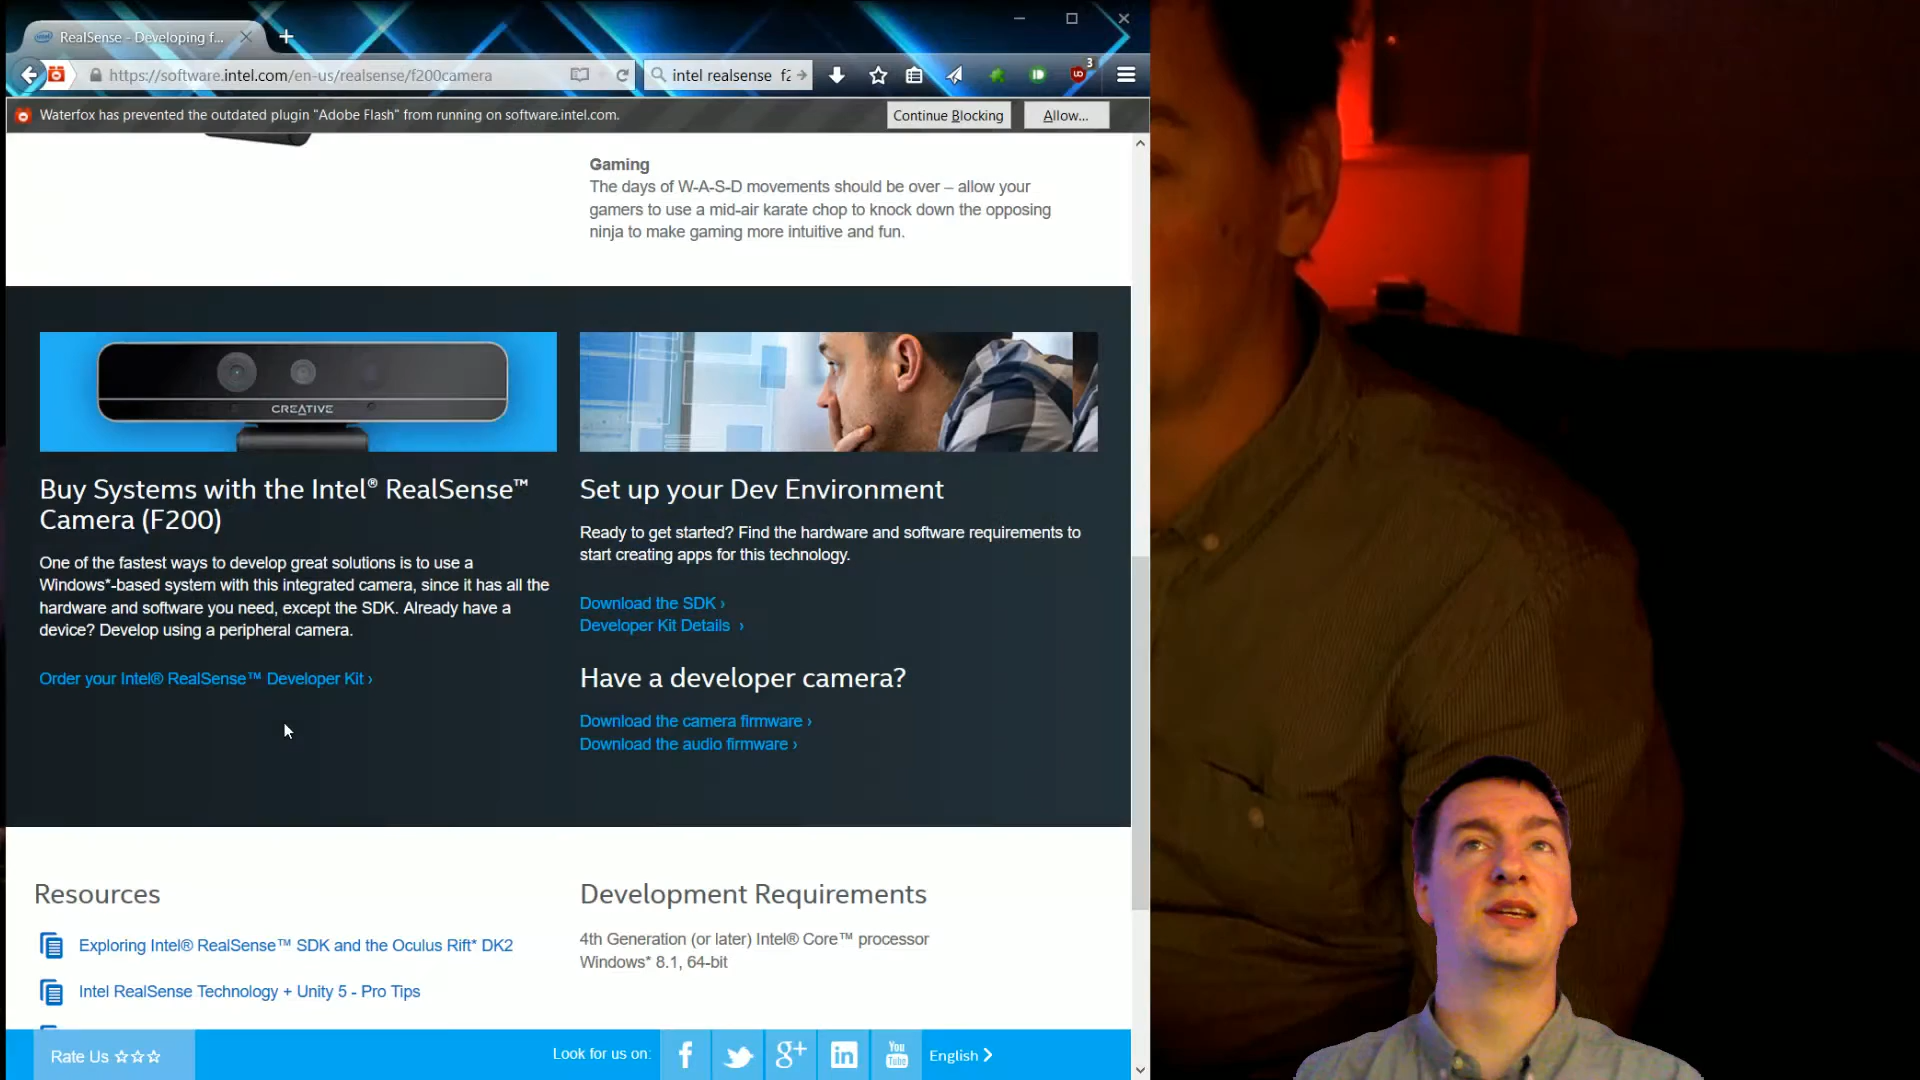 RealSense - Developing f...
https://software.intel.com/en-us/realsense/f200camera
intel realsense f2
3
Waterfox has prevented the outdated plugin "Adobe Flash" from running on software.intel.com.
Continue Blocking
Allow...
Gaming
The days of W-A-S-D movements should be over – allow your
gamers to use a mid-air karate chop to knock down the opposing
ninja to make gaming more intuitive and fun.
CREATIVE
Buy Systems with the Intel® RealSense™
Camera (F200)
One of the fastest ways to develop great solutions is to use a
Windows*-based system with this integrated camera, since it has all the
hardware and software you need, except the SDK. Already have a
device? Develop using a peripheral camera.
Order your Intel® RealSense™ Developer Kit ›
Set up your Dev Environment
Ready to get started? Find the hardware and software requirements to
start creating apps for this technology.
Download the SDK ›
Developer Kit Details ›
Have a developer camera?
Download the camera firmware ›
Download the audio firmware ›
Resources
Exploring Intel® RealSense™ SDK and the Oculus Rift* DK2
Intel RealSense Technology + Unity 5 - Pro Tips
Development Requirements
4th Generation (or later) Intel® Core™ processor
Windows* 8.1, 64-bit
Rate Us ☆☆☆
Look for us on:
f
g+
in
You
Tube
English